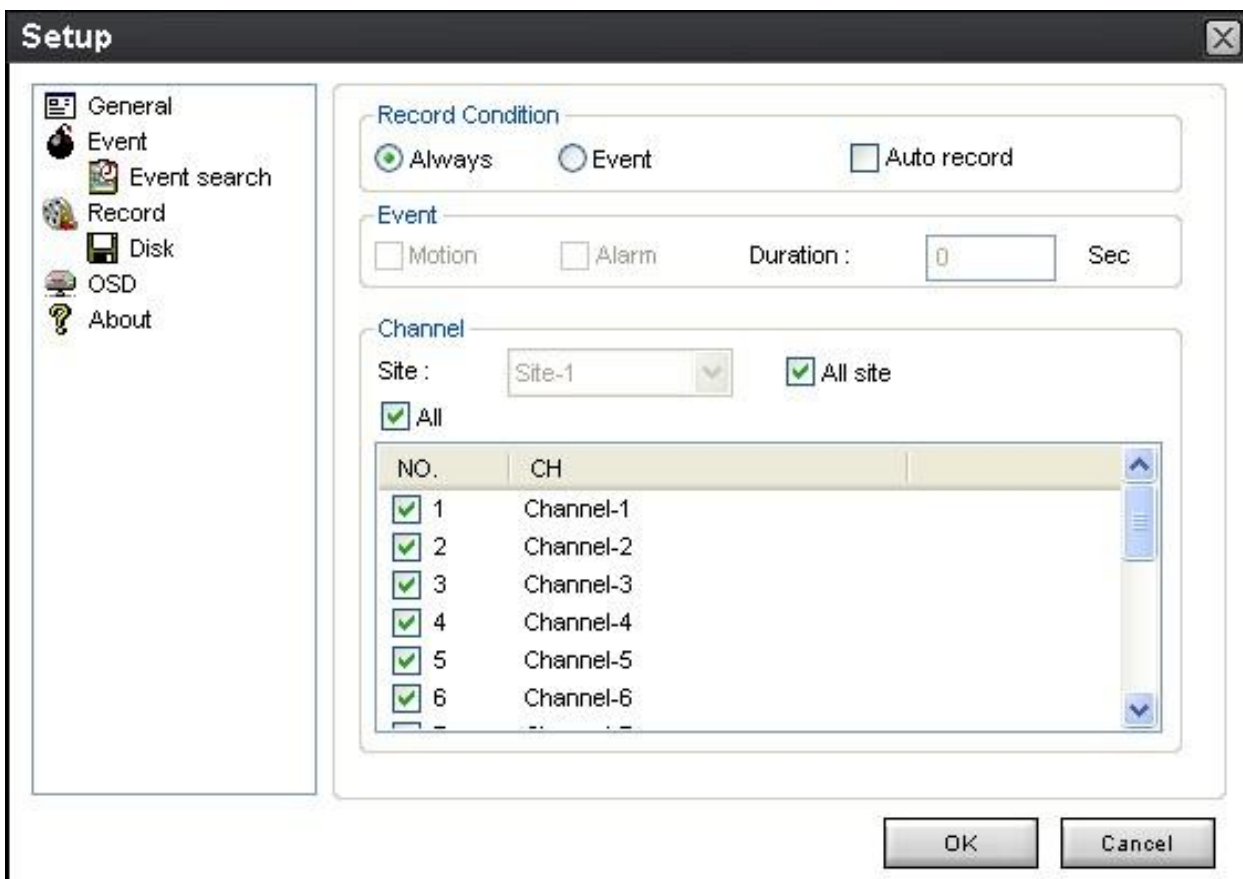 Setup
General
Event
Event search
Record
Disk
OSD
About
Record Condition
Always Event Auto record
Event
Motion Alarm Duration : 0 Sec
Channel
Site : Site-1 All site
All
NO. CH
1 Channel-1
2 Channel-2
3 Channel-3
4 Channel-4
5 Channel-5
6 Channel-6
OK Cancel